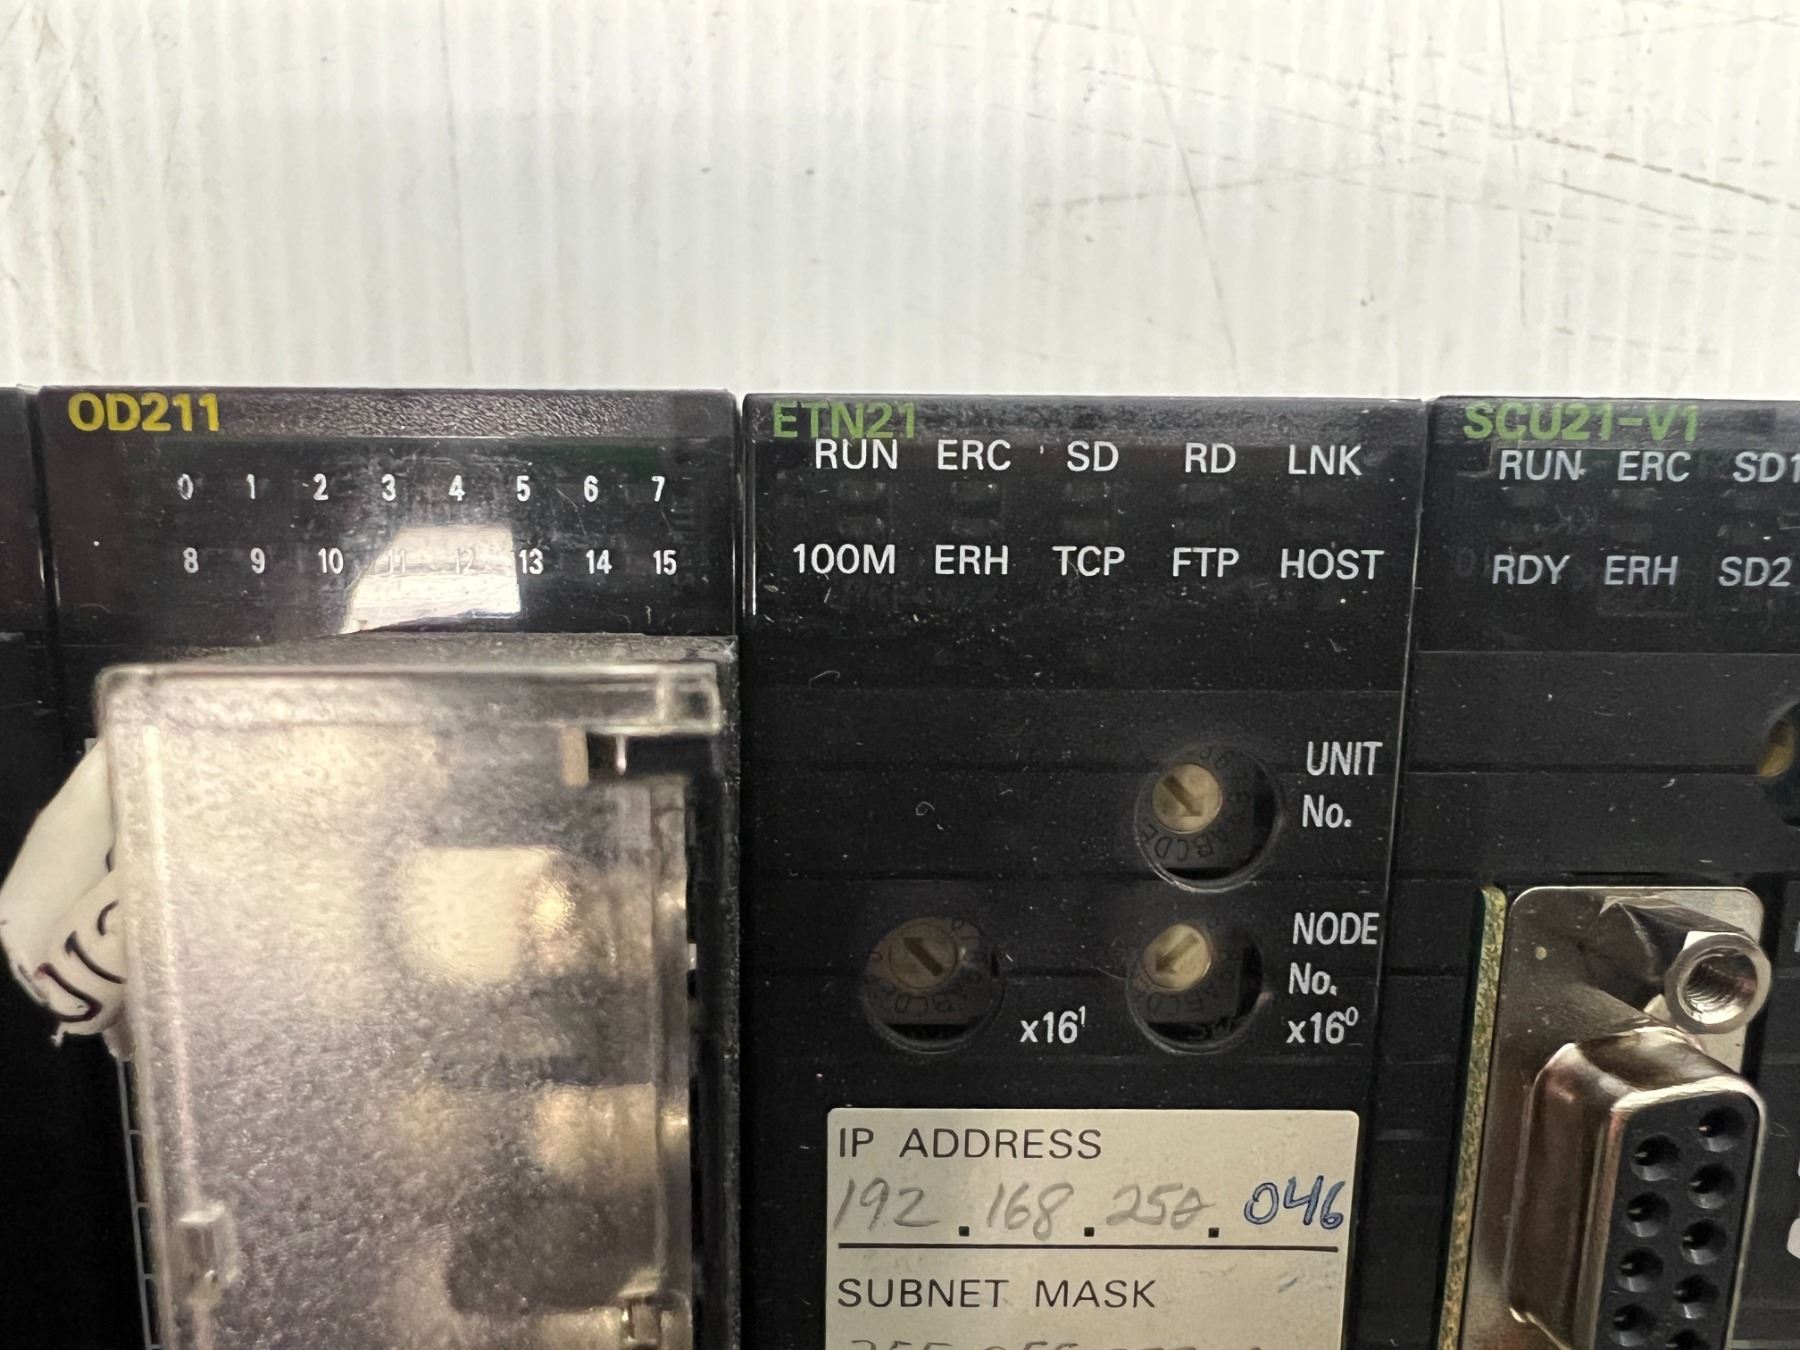 OD211
0 1 2 3 4 5 6 7
8 9 10 11 12 13 14 15
ETN21
RUN ERC SD RD LNK
100M ERH TCP FTP HOST
UNIT
No.
NODE
No.
x16¹
x16⁰
IP ADDRESS
192.168.250.046
SUBNET MASK
SCU21-V1
RUN ERC SD1
RDY ERH SD2